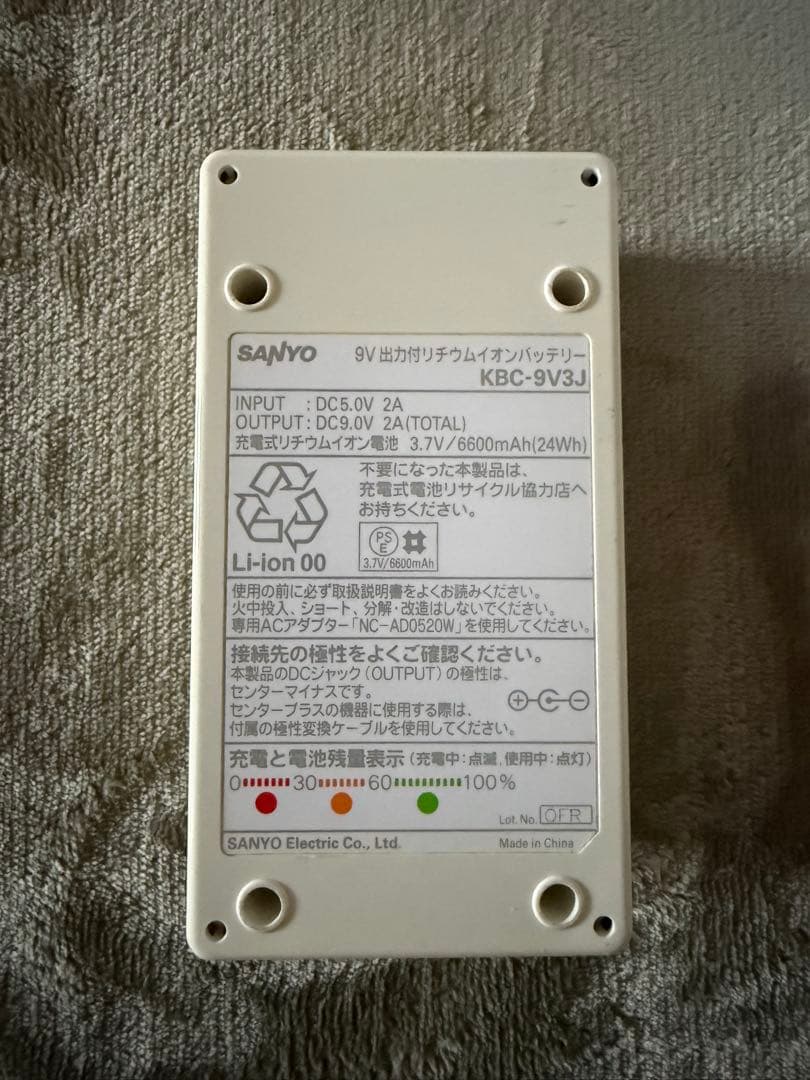 SANYO 9V出力付リチウムイオンバッテリー
KBC-9V3J
INPUT : DC5.0V 2A
OUTPUT : DC9.0V 2A(TOTAL)
充電式リチウムイオン電池 3.7V/6600mAh(24Wh)
不要になった本製品は、
充電式電池リサイクル協力店へ
お持ちください。
PS
E
3.7V/6600mAh
Li-ion 00
使用の前に必ず取扱説明書をよくお読みください。
火中投入、ショート、分解・改造はしないでください。
専用ACアダプター「NC-AD0520W」を使用してください。
接続先の極性をよくご確認ください。
本製品のDCジャック(OUTPUT)の極性は、
センターマイナスです。
センタープラスの機器に使用する際は、
付属の極性変換ケーブルを使用してください。
充電と電池残量表示(充電中:点滅,使用中:点灯)
0 30 60 100%
Lot. No. OFR
SANYO Electric Co., Ltd. Made in China